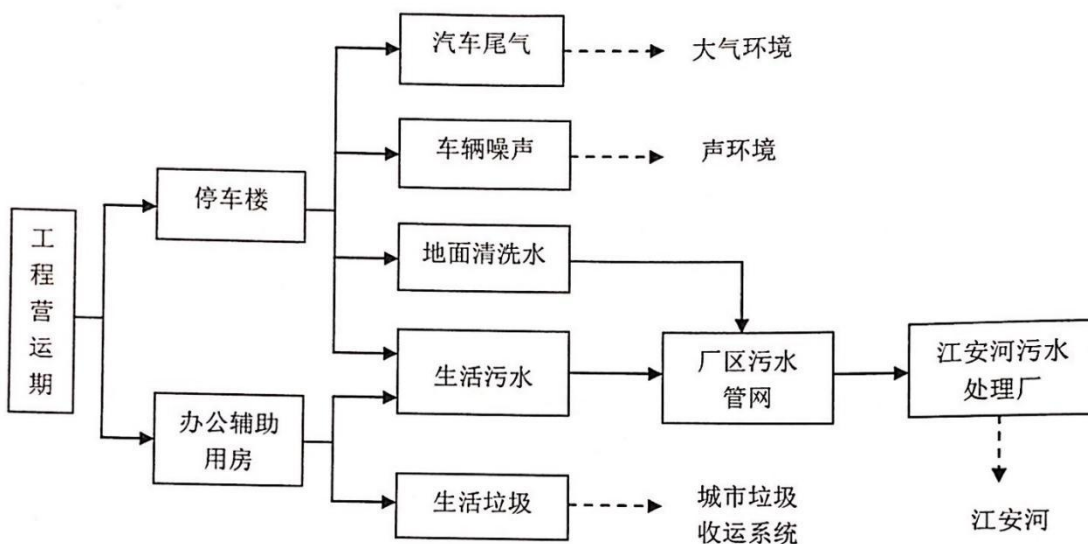 汽车尾气
大气环境
车辆噪声
声环境
停车楼
工程营运期
地面清洗水
生活污水
厂区污水
管网
江安河污水
处理厂
办公辅助
用房
生活垃圾
城市垃圾
收运系统
江安河